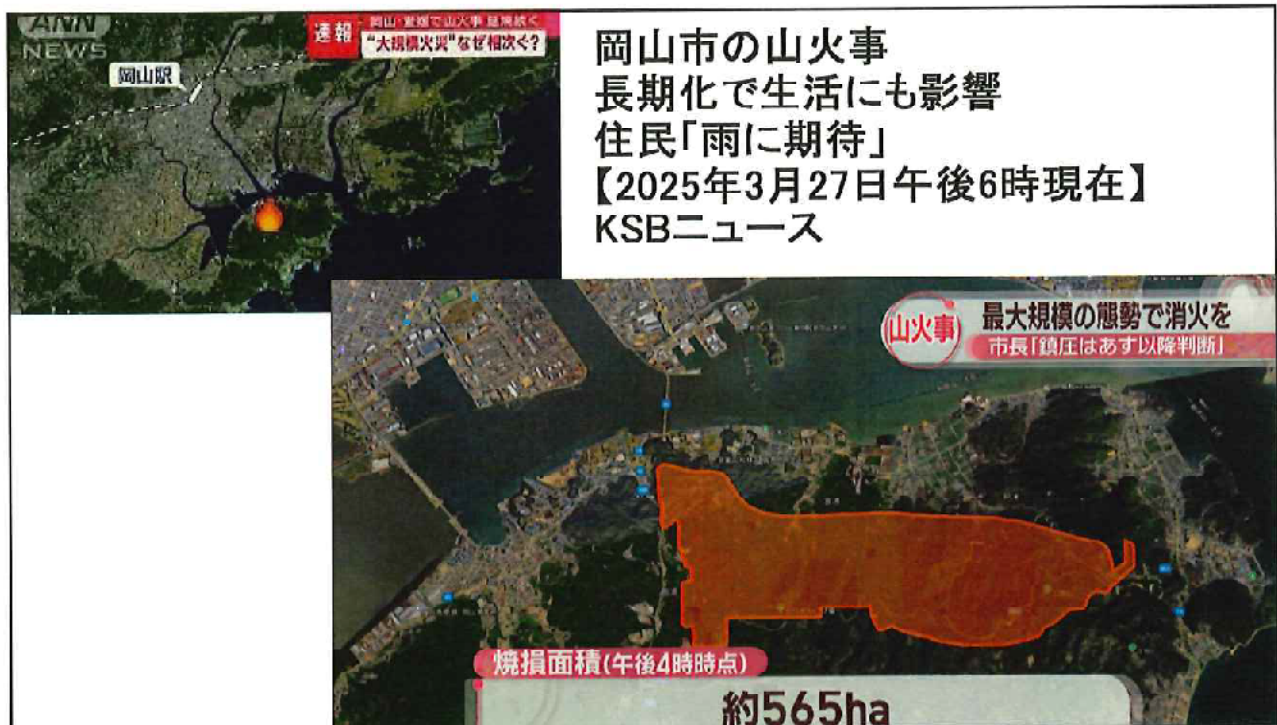 ANN
NEWS
速報
岡山・愛媛で山火事 延焼続く
“大規模火災”なぜ相次ぐ?
岡山駅
岡山市の山火事
長期化で生活にも影響
住民「雨に期待」
【2025年3月27日午後6時現在】
KSBニュース
山火事
最大規模の態勢で消火を
市長「鎮圧はあす以降判断」
焼損面積(午後4時時点)
約565ha